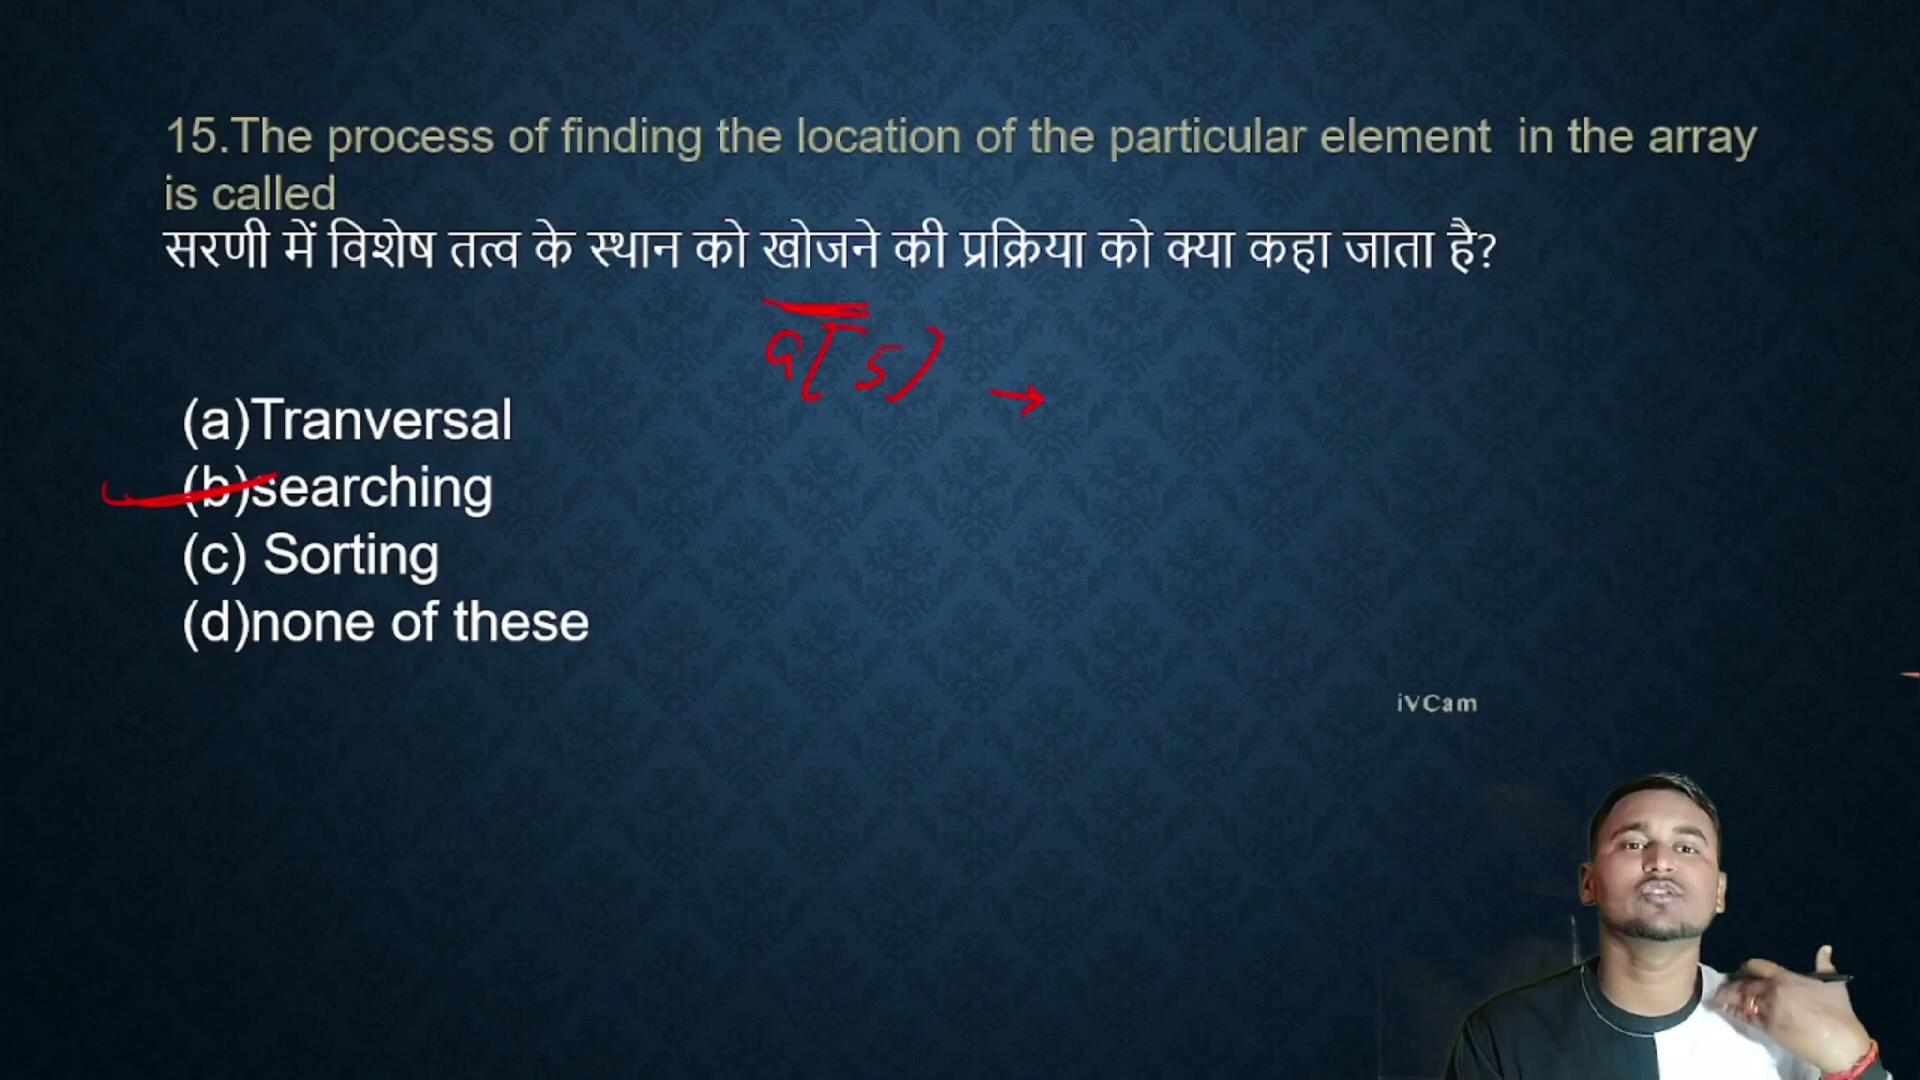 15.The process of finding the location of the particular element in the array
is called
सरणी में विशेष तत्व के स्थान को खोजने की प्रक्रिया को क्या कहा जाता है?
a[5]
(a)Tranversal
(b)searching
(c) Sorting
(d)none of these
iVCam